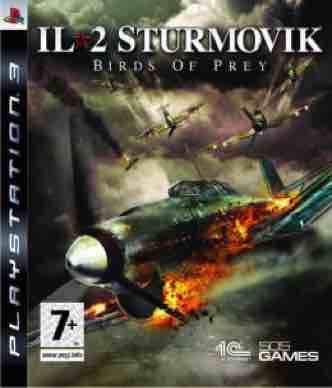 PLAYSTATION 3
IL★2 STURMOVIK
BIRDS OF PREY
7+
www.pegi.info
1C
505
GAMES